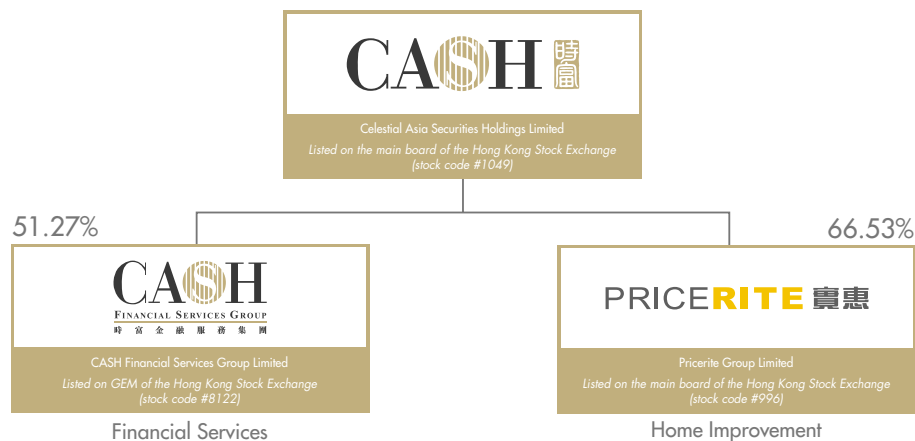 CASH 時富
Celestial Asia Securities Holdings Limited
Listed on the main board of the Hong Kong Stock Exchange
(stock code #1049)
51.27%
66.53%
CASH
FINANCIAL SERVICES GROUP
時富金融服務集團
CASH Financial Services Group Limited
Listed on GEM of the Hong Kong Stock Exchange
(stock code #8122)
Financial Services
PRICERITE 實惠
Pricerite Group Limited
Listed on the main board of the Hong Kong Stock Exchange
(stock code #996)
Home Improvement